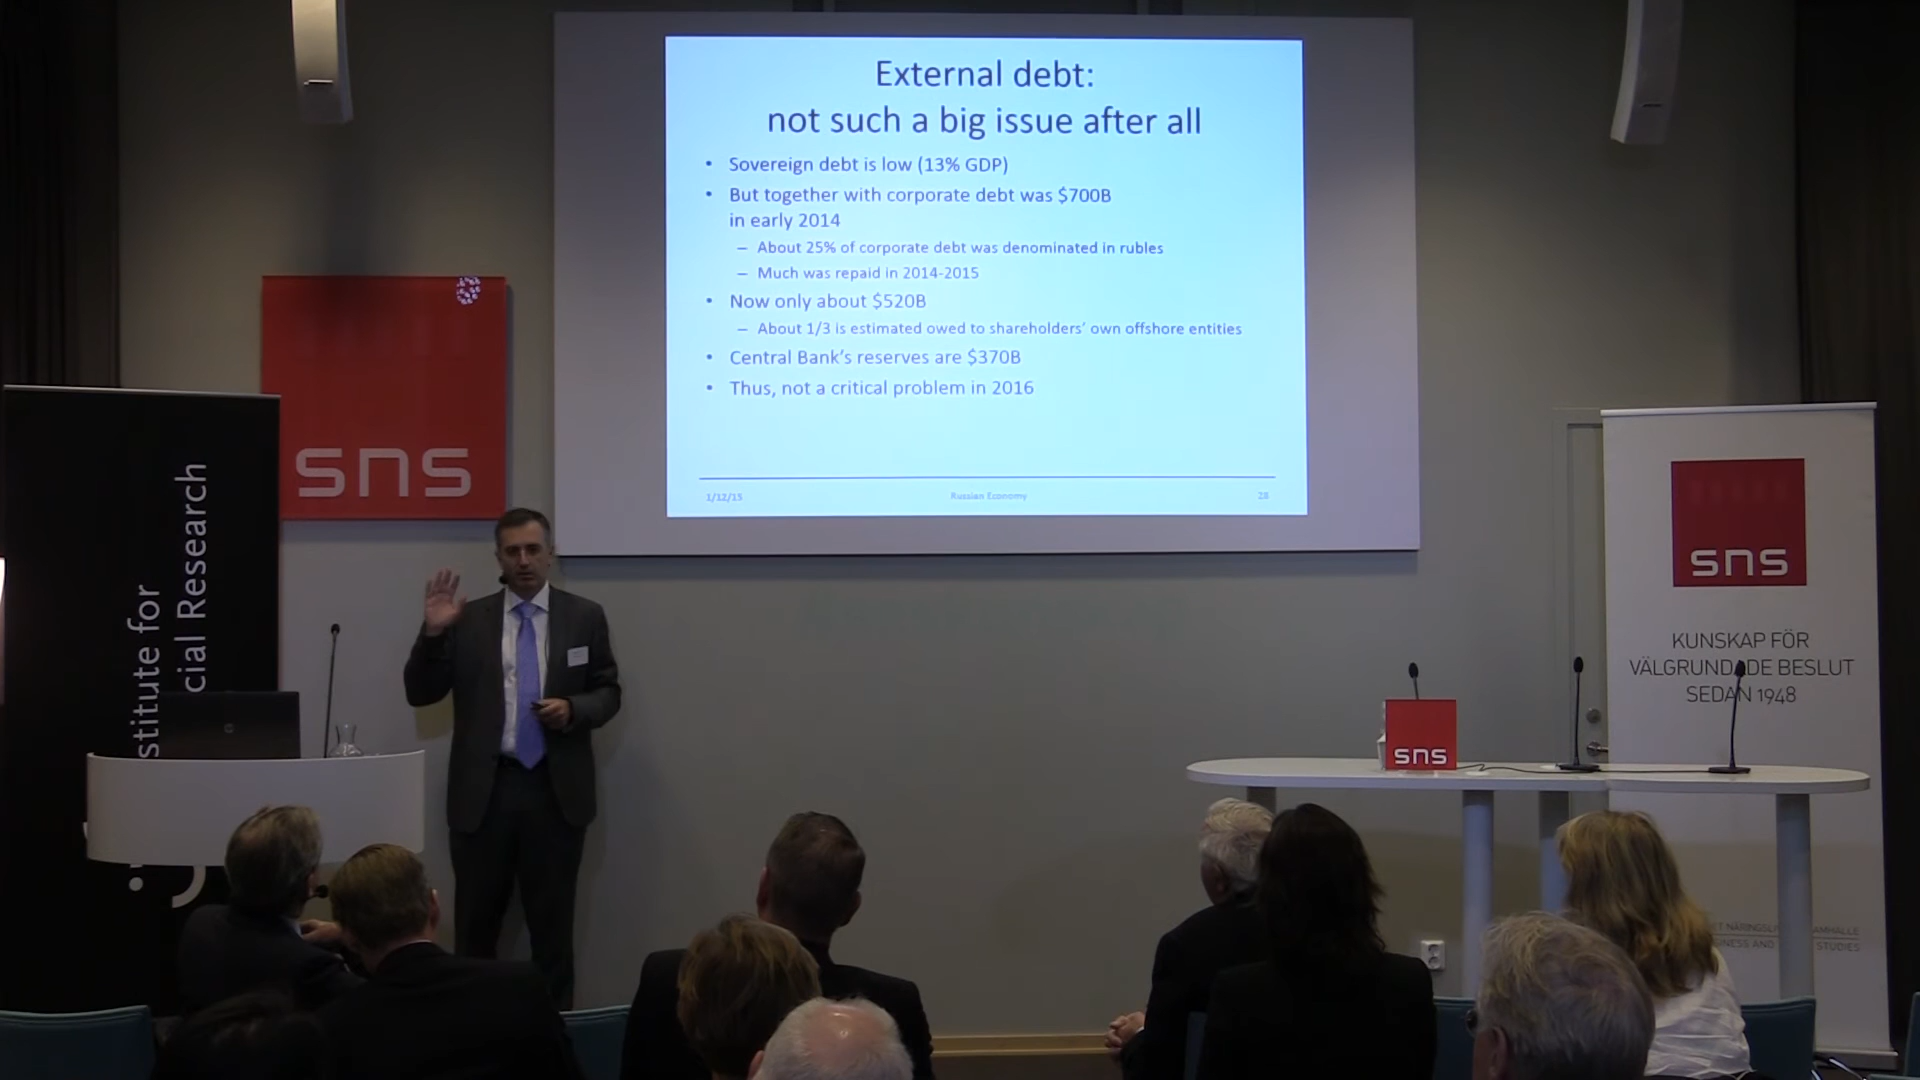 External debt:
not such a big issue after all
• Sovereign debt is low (13% GDP)
• But together with corporate debt was $700B
in early 2014
– About 25% of corporate debt was denominated in rubles
– Much was repaid in 2014-2015
• Now only about $520B
– About 1/3 is estimated owed to shareholders' own offshore entities
• Central Bank's reserves are $370B
• Thus, not a critical problem in 2016
1/12/15 Russian Economy 28
sns
stitute for
cial Research
sns
KUNSKAP FÖR
VÄLGRUNDADE BESLUT
SEDAN 1948
sns
STUDIES